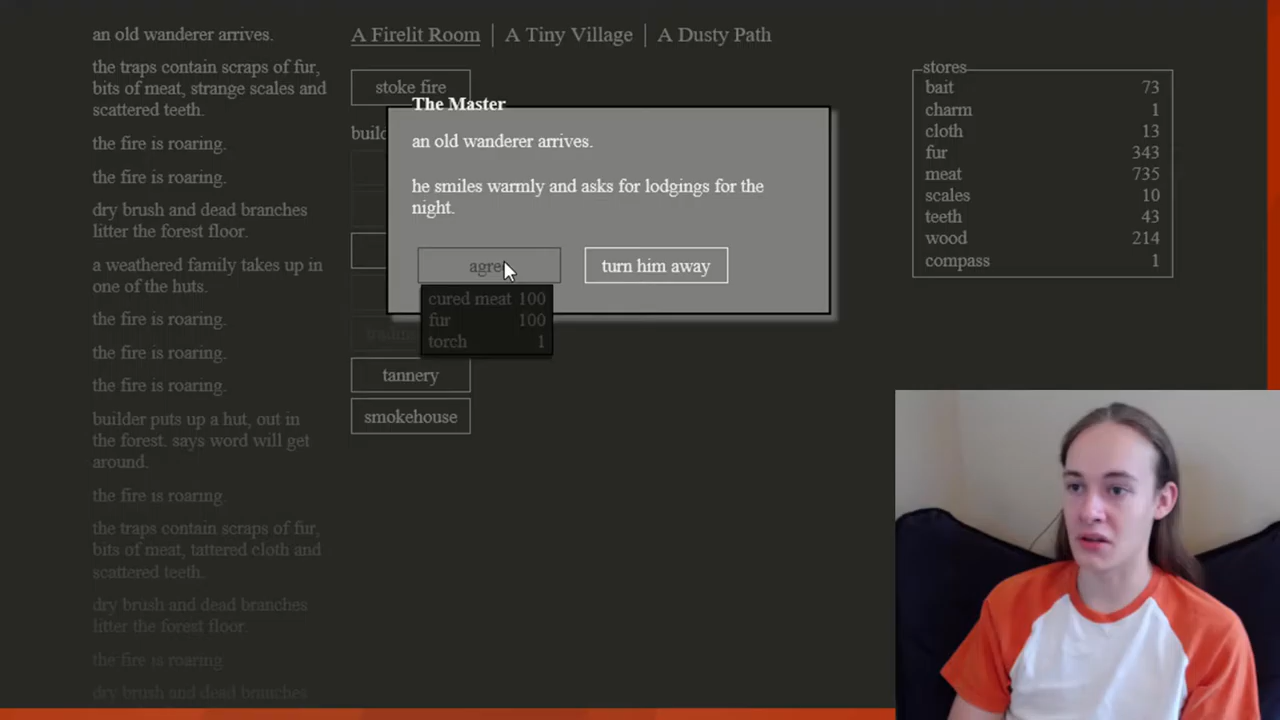 an old wanderer arrives.
the traps contain scraps of fur,
bits of meat, strange scales and
scattered teeth.
the fire is roaring.
the fire is roaring.
dry brush and dead branches
litter the forest floor.
a weathered family takes up in
one of the huts.
the fire is roaring.
the fire is roaring.
the fire is roaring.
builder puts up a hut, out in
the forest. says word will get
around.
the fire is roaring.
the traps contain scraps of fur,
bits of meat, tattered cloth and
scattered teeth.
dry brush and dead branches
litter the forest floor.
the fire is roaring
dry brush and dead branches
A Firelit Room | A Tiny Village | A Dusty Path
stoke fire
build
The Master
an old wanderer arrives.
he smiles warmly and asks for lodgings for the
night.
agree
turn him away
cured meat 100
fur 100
torch 1
tannery
smokehouse
stores
bait 73
charm 1
cloth 13
fur 343
meat 735
scales 10
teeth 43
wood 214
compass 1